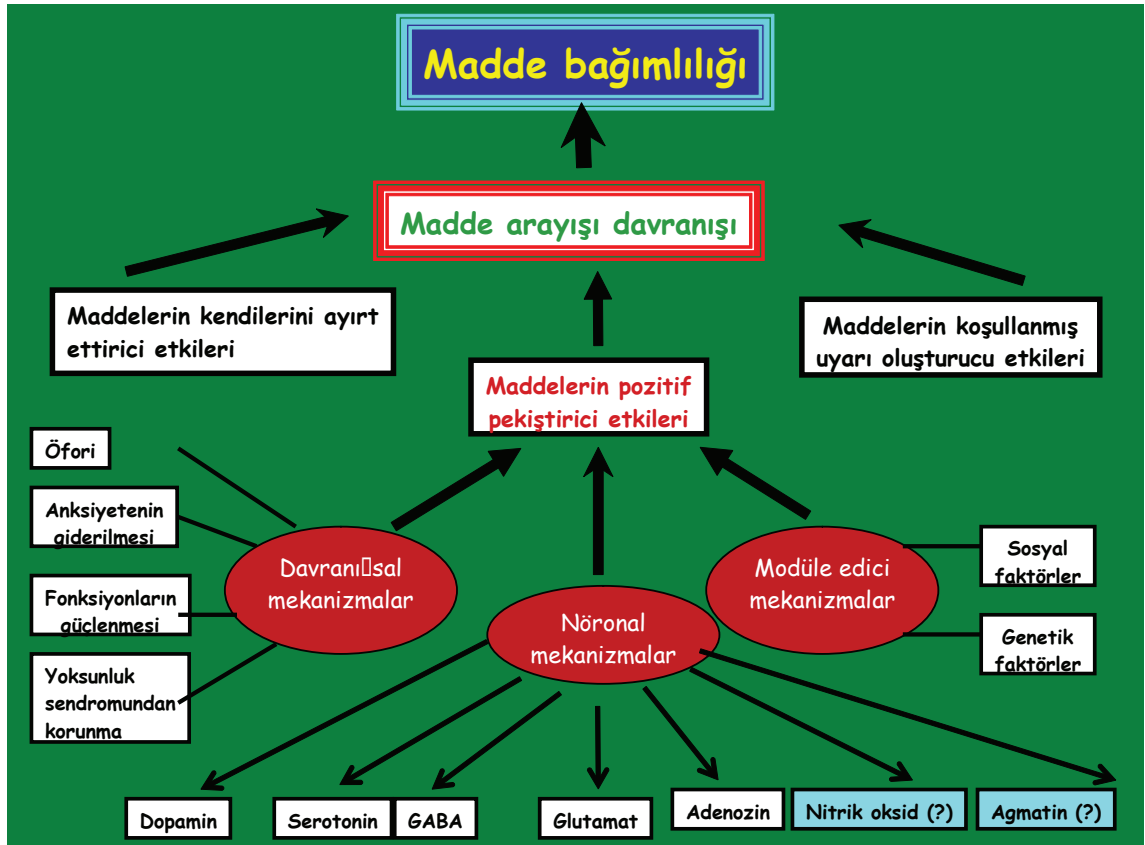 Madde bağımlılığı
Madde arayışı davranışı
Maddelerin kendilerini ayırt
ettirici etkileri
Maddelerin koşullanmış
uyarı oluşturucu etkileri
Maddelerin pozitif
pekiştirici etkileri
Öfori
Anksiyetenin
giderilmesi
Fonksiyonların
güçlenmesi
Yoksunluk
sendromundan
korunma
Davranı▯sal
mekanizmalar
Nöronal
mekanizmalar
Modüle edici
mekanizmalar
Sosyal
faktörler
Genetik
faktörler
Dopamin
Serotonin
GABA
Glutamat
Adenozin
Nitrik oksid (?)
Agmatin (?)